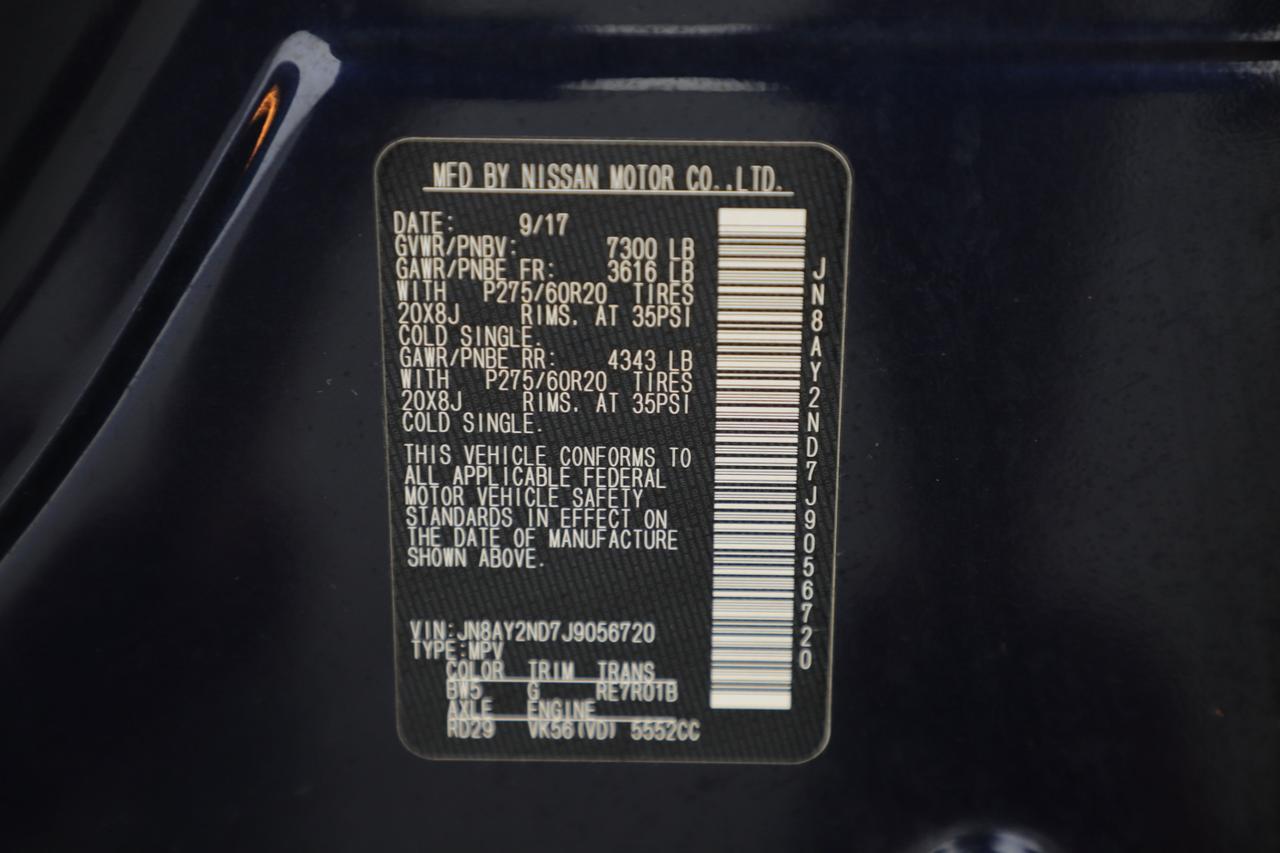 MFD BY NISSAN MOTOR CO.,LTD.
DATE: 9/17
GVWR/PNBV: 7300 LB
GAWR/PNBE FR: 3616 LB
WITH P275/60R20 TIRES
20X8J RIMS. AT 35PSI
COLD SINGLE.
GAWR/PNBE RR: 4343 LB
WITH P275/60R20 TIRES
20X8J RIMS. AT 35PSI
COLD SINGLE.
THIS VEHICLE CONFORMS TO
ALL APPLICABLE FEDERAL
MOTOR VEHICLE SAFETY
STANDARDS IN EFFECT ON
THE DATE OF MANUFACTURE
SHOWN ABOVE.
VIN:JN8AY2ND7J9056720
TYPE:MPV
COLOR TRIM TRANS
BW5 G RE7R01B
AXLE ENGINE
RD29 VK56(VD) 5552CC
JN8AY2ND7J9056720